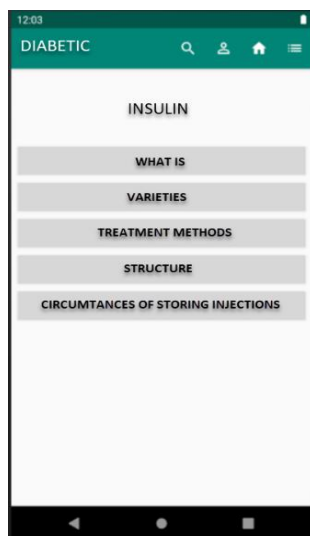 12:03
DIABETIC
INSULIN
WHAT IS
VARIETIES
TREATMENT METHODS
STRUCTURE
CIRCUMTANCES OF STORING INJECTIONS